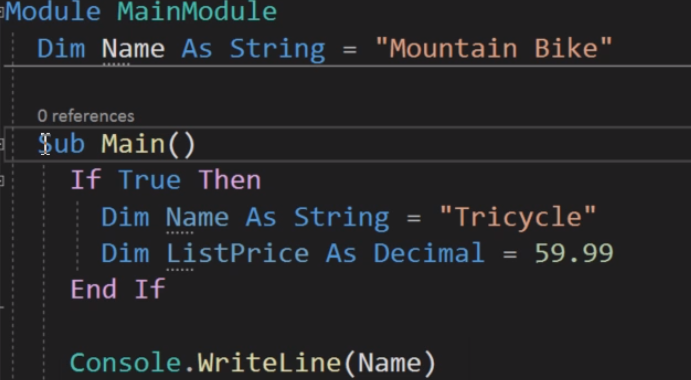 Module MainModule
Dim Name As String = "Mountain Bike"
0 references
Sub Main()
If True Then
Dim Name As String = "Tricycle"
Dim ListPrice As Decimal = 59.99
End If
Console.WriteLine(Name)